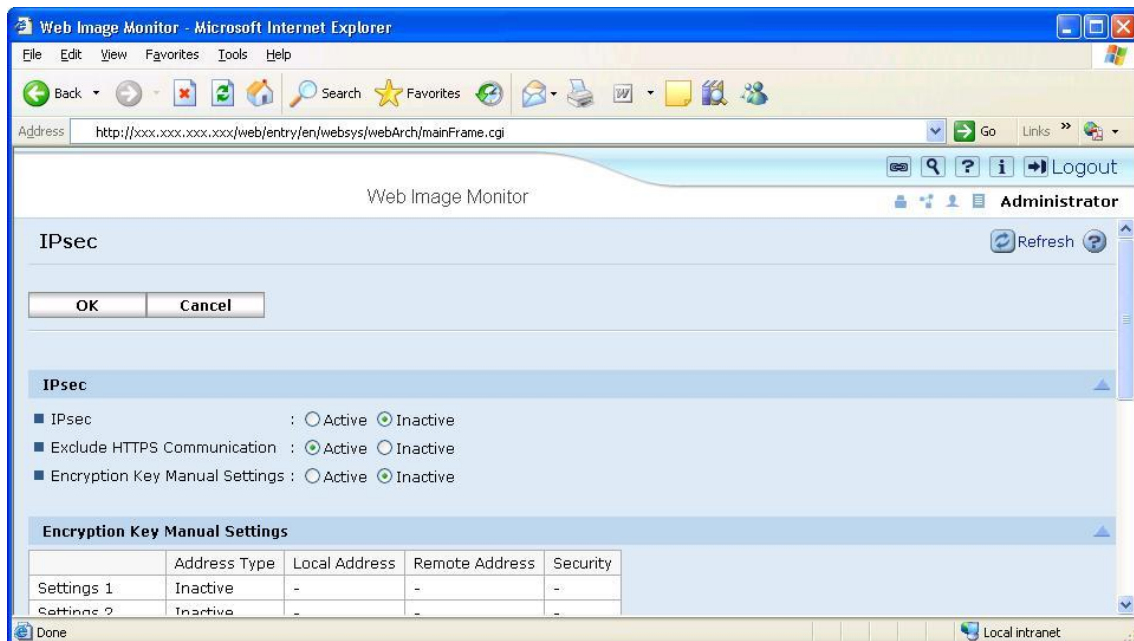 Web Image Monitor - Microsoft Internet Explorer
File Edit View Favorites Tools Help
Back Search Favorites
Address http://xxx.xxx.xxx.xxx/web/entry/en/websys/webArch/mainFrame.cgi Go Links »
Logout
Web Image Monitor Administrator
IPsec Refresh ?
OK Cancel
IPsec
IPsec : Active Inactive
Exclude HTTPS Communication : Active Inactive
Encryption Key Manual Settings : Active Inactive
Encryption Key Manual Settings
Address Type Local Address Remote Address Security
Settings 1 Inactive - - -
Settings 2 Inactive - - -
Done Local intranet